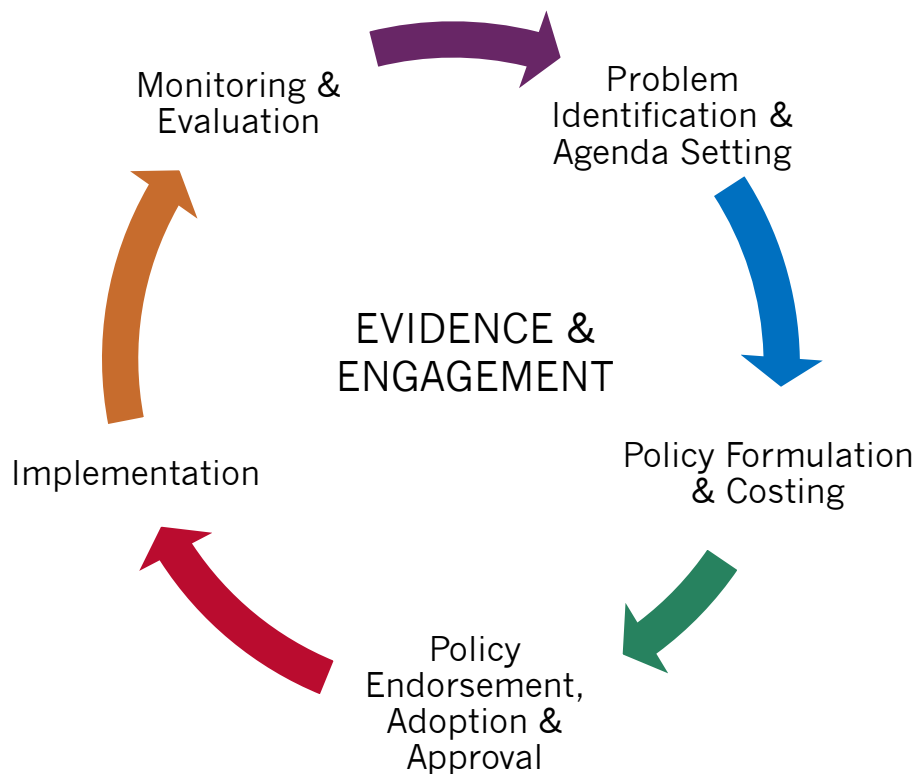 Monitoring &
Evaluation
Problem
Identification &
Agenda Setting
EVIDENCE &
ENGAGEMENT
Policy Formulation
& Costing
Implementation
Policy
Endorsement,
Adoption &
Approval